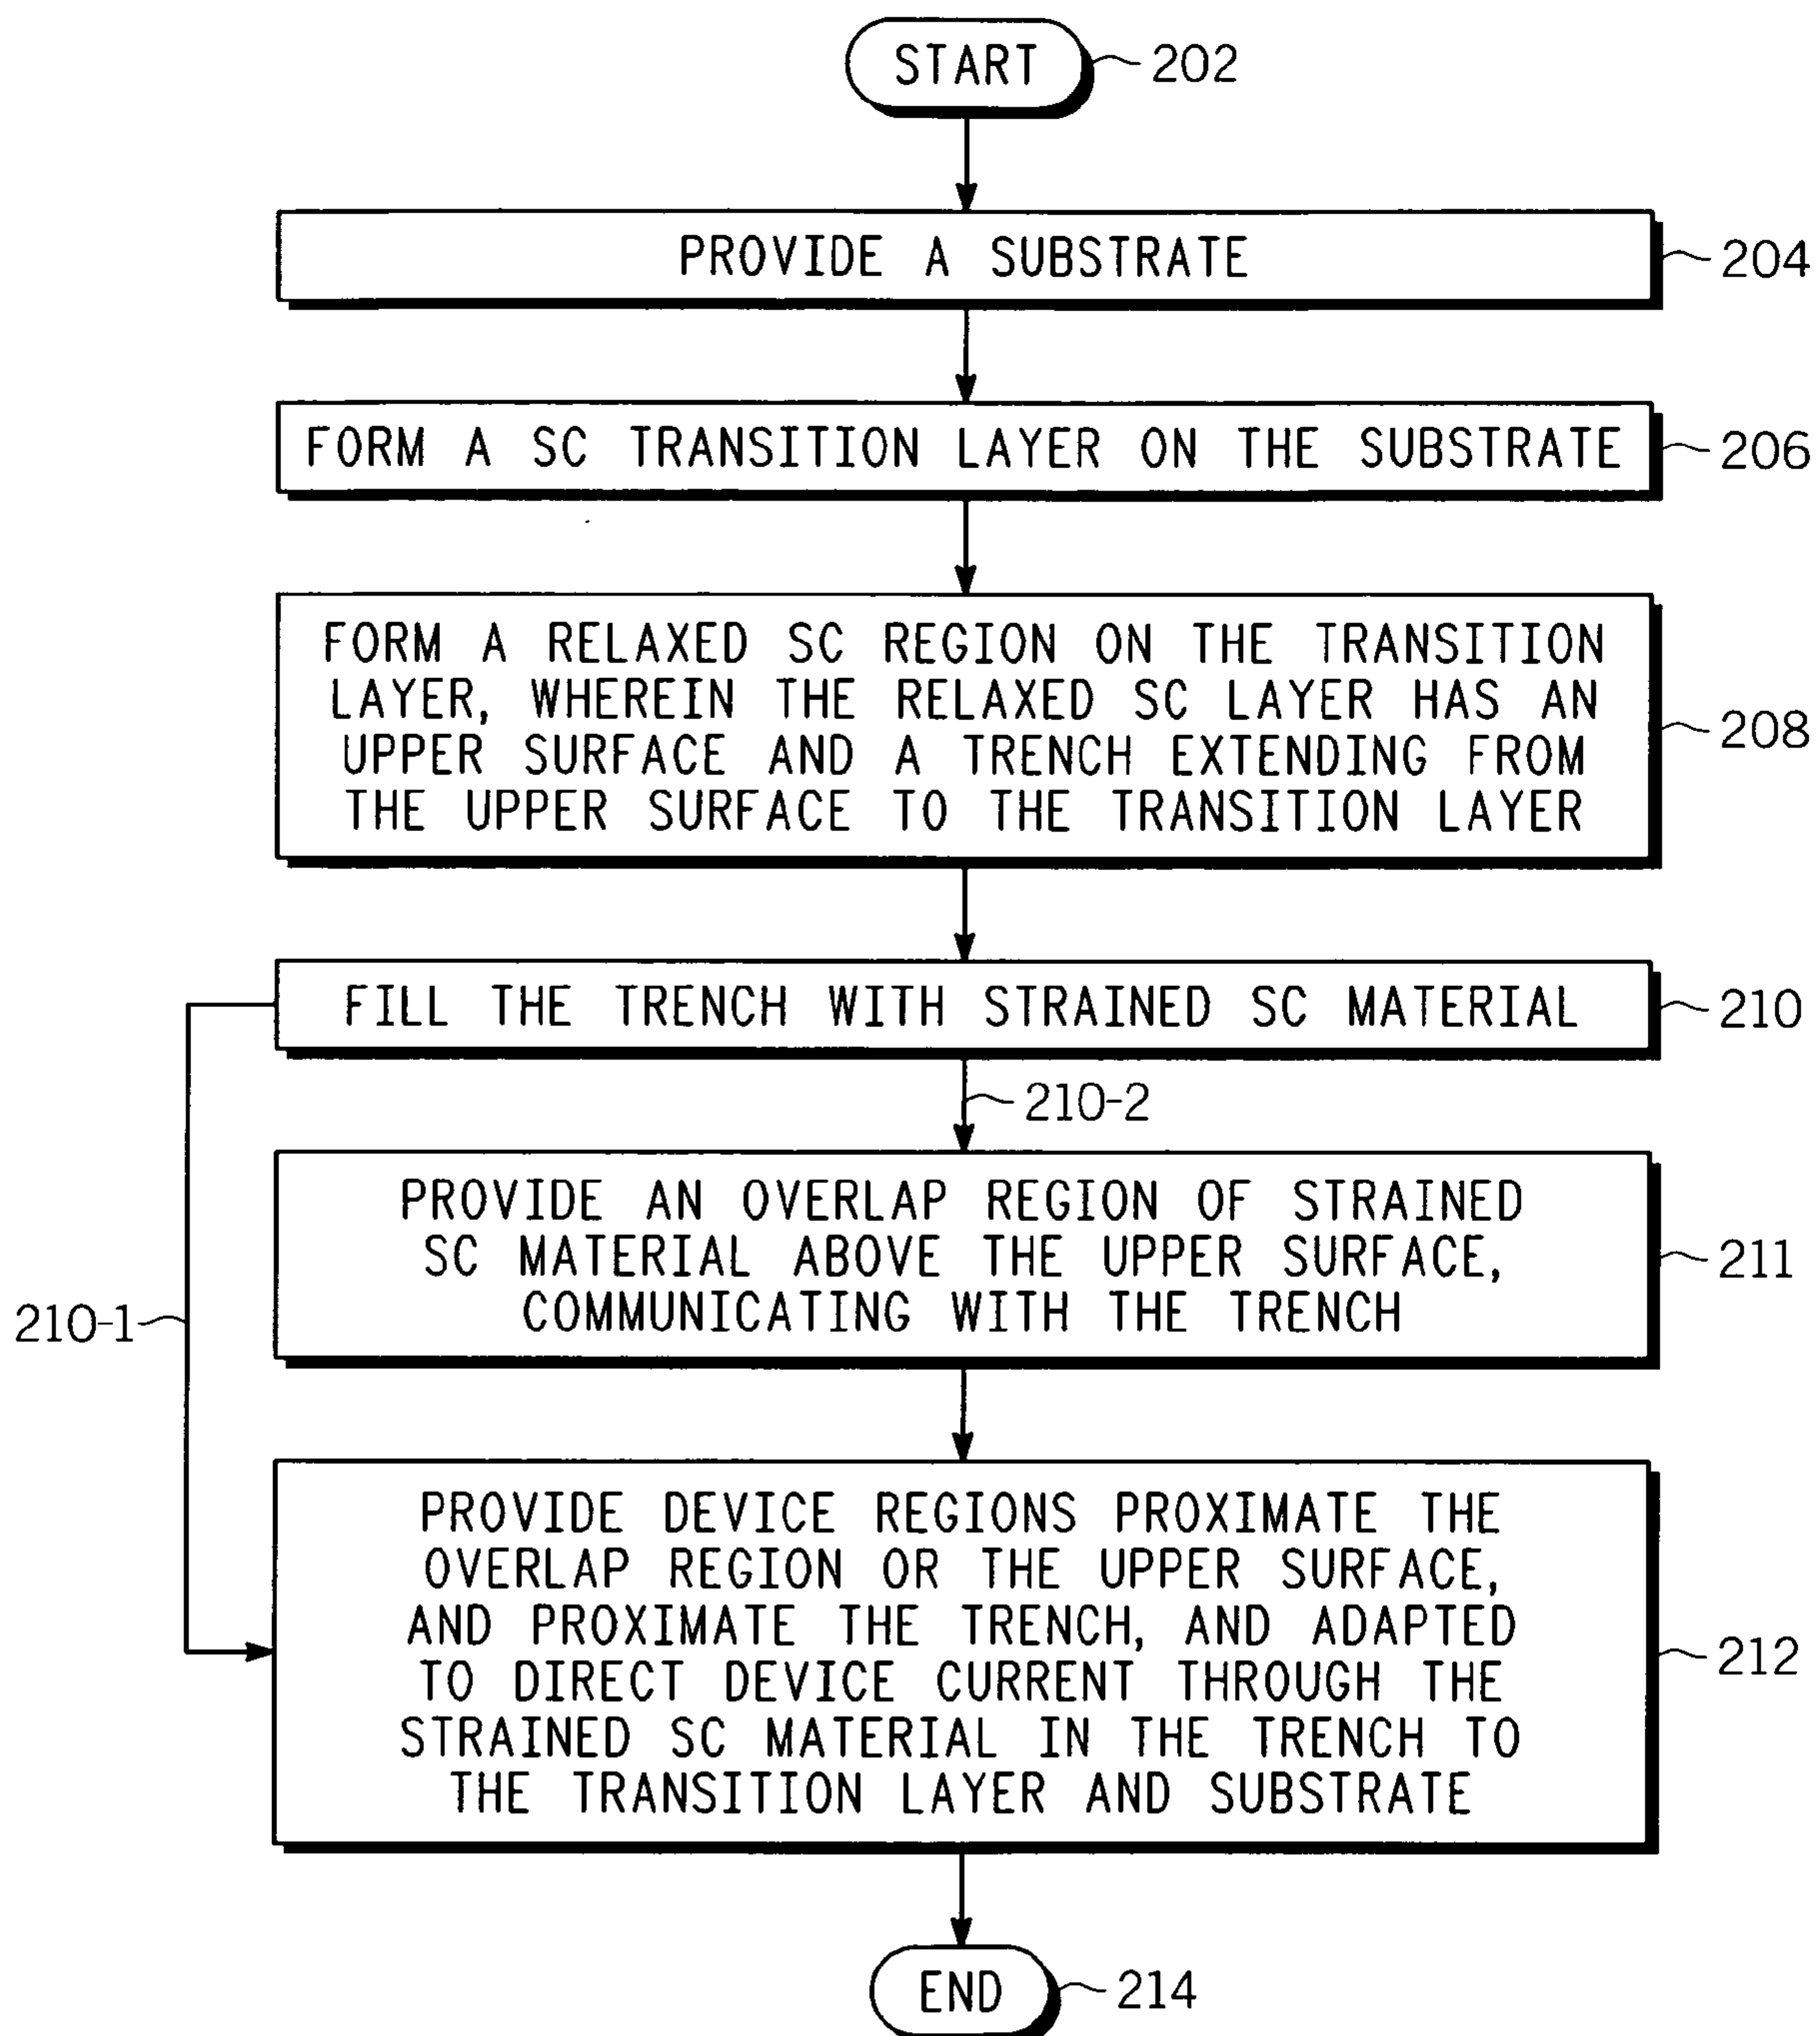 START
202
PROVIDE A SUBSTRATE
204
FORM A SC TRANSITION LAYER ON THE SUBSTRATE
206
FORM A RELAXED SC REGION ON THE TRANSITION
LAYER, WHEREIN THE RELAXED SC LAYER HAS AN
UPPER SURFACE AND A TRENCH EXTENDING FROM
THE UPPER SURFACE TO THE TRANSITION LAYER
208
FILL THE TRENCH WITH STRAINED SC MATERIAL
210
210-2
PROVIDE AN OVERLAP REGION OF STRAINED
SC MATERIAL ABOVE THE UPPER SURFACE,
COMMUNICATING WITH THE TRENCH
211
210-1
PROVIDE DEVICE REGIONS PROXIMATE THE
OVERLAP REGION OR THE UPPER SURFACE,
AND PROXIMATE THE TRENCH, AND ADAPTED
TO DIRECT DEVICE CURRENT THROUGH THE
STRAINED SC MATERIAL IN THE TRENCH TO
THE TRANSITION LAYER AND SUBSTRATE
212
END
214